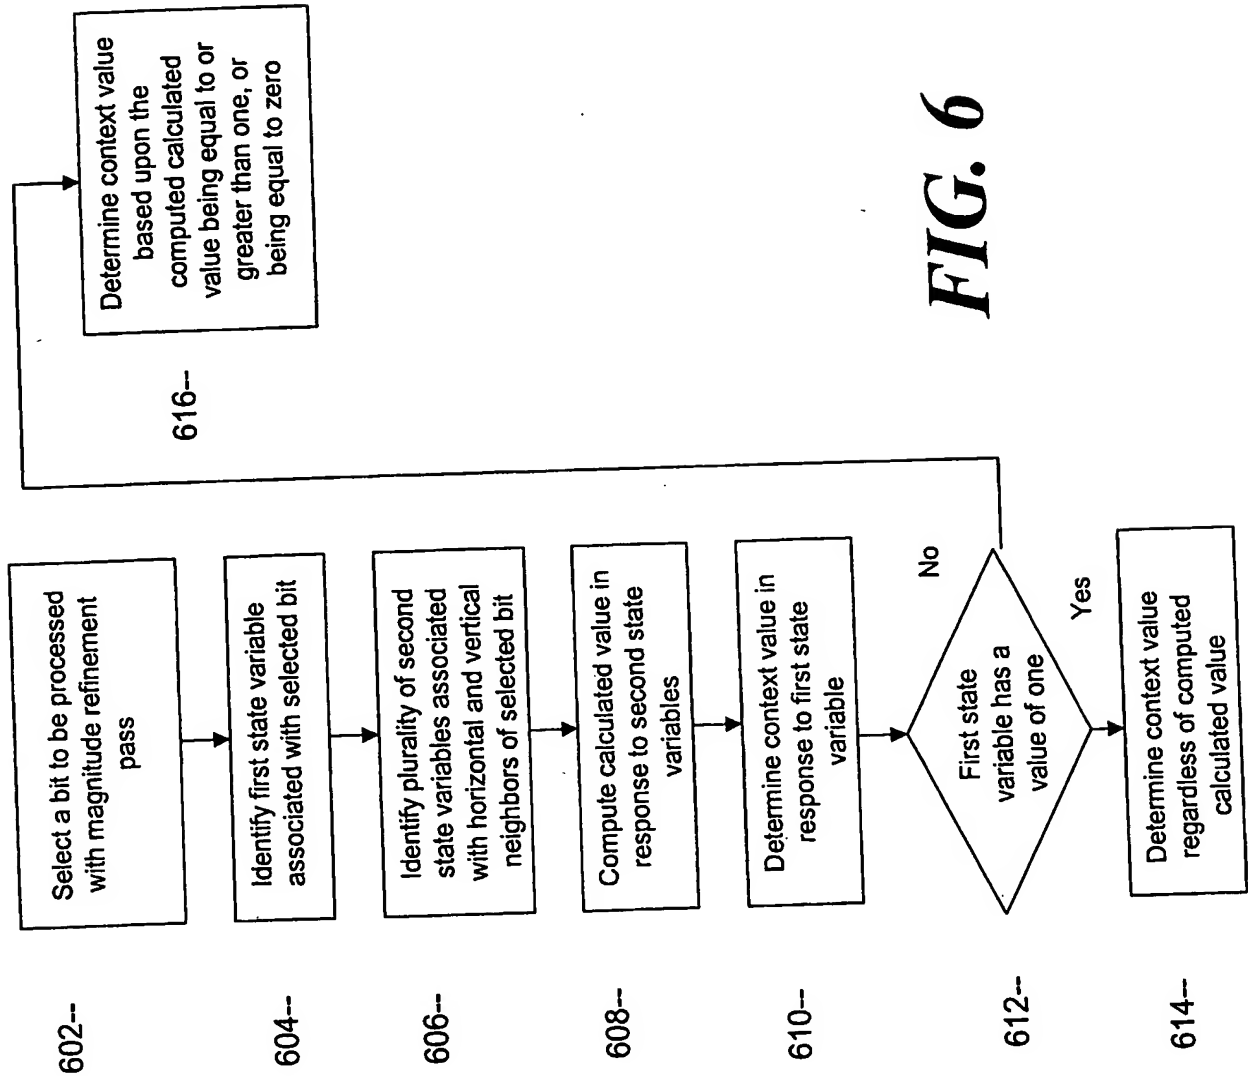 602--
Select a bit to be processed
with magnitude refinement
pass
604--
Identify first state variable
associated with selected bit
606--
Identify plurality of second
state variables associated
with horizontal and vertical
neighbors of selected bit
608--
Compute calculated value in
response to second state
variables
610--
Determine context value in
response to first state
variable
612--
First state
variable has a
value of one
No
Yes
614--
Determine context value
regardless of computed
calculated value
616--
Determine context value
based upon the
computed calculated
value being equal to or
greater than one, or
being equal to zero
FIG. 6